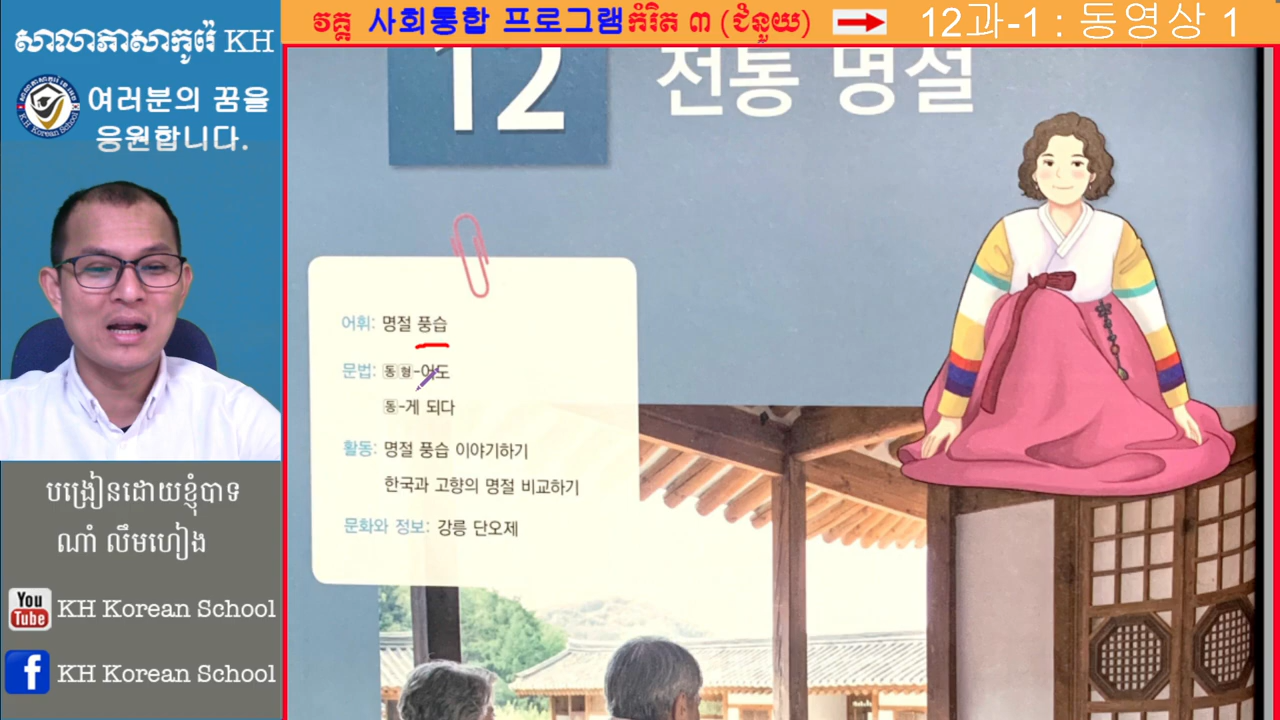 សាលាភាសាកូរ៉េ KH
여러분의 꿈을
응원합니다.
បង្រៀនដោយខ្ញុំបាទ
ណាំ លឹមហៀង
You Tube KH Korean School
f KH Korean School
វគ្គ 사회통합 프로그램 កំរិត ៣ (ជំនួយ)
12과-1 : 동영상 1
12 전통 명절
어휘: 명절 풍습
문법: 동 형-어도
동-게 되다
활동: 명절 풍습 이야기하기
한국과 고향의 명절 비교하기
문화와 정보: 강릉 단오제